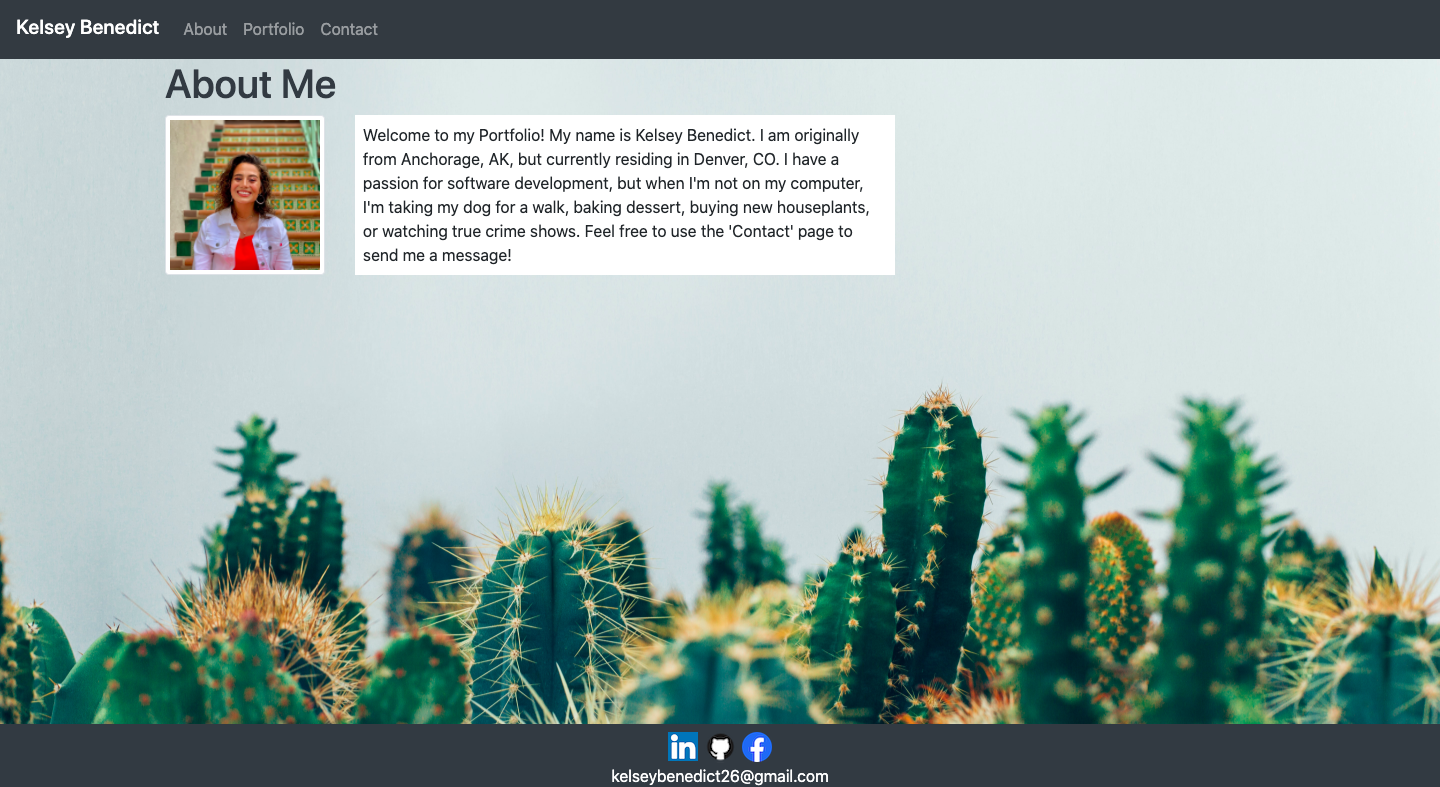 Kelsey Benedict About Portfolio Contact
About Me
Welcome to my Portfolio! My name is Kelsey Benedict. I am originally
from Anchorage, AK, but currently residing in Denver, CO. I have a
passion for software development, but when I'm not on my computer,
I'm taking my dog for a walk, baking dessert, buying new houseplants,
or watching true crime shows. Feel free to use the 'Contact' page to
send me a message!
in f
kelseybenedict26@gmail.com